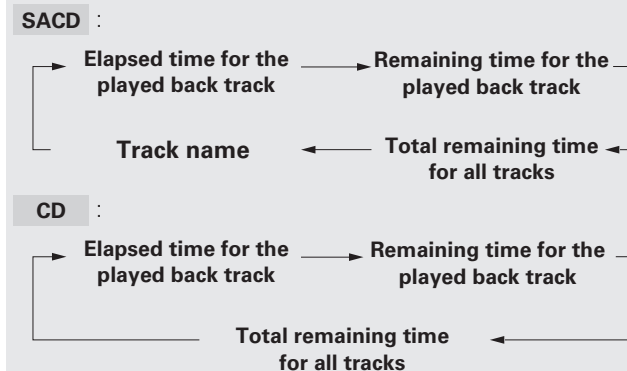 SACD :
Elapsed time for the
played back track
Remaining time for the
played back track
Total remaining time
for all tracks
Track name
CD :
Elapsed time for the
played back track
Remaining time for the
played back track
Total remaining time
for all tracks